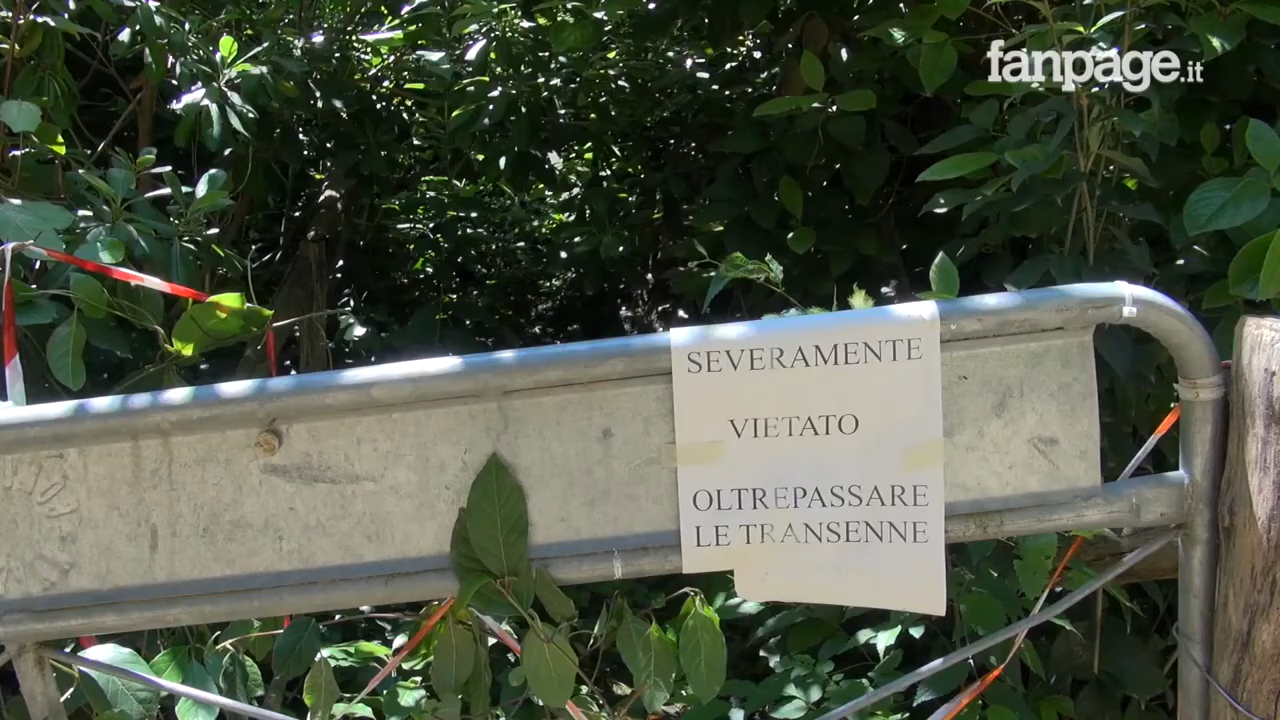 fanpage.it
SEVERAMENTE
VIETATO
OLTREPASSARE
LE TRANSENNE